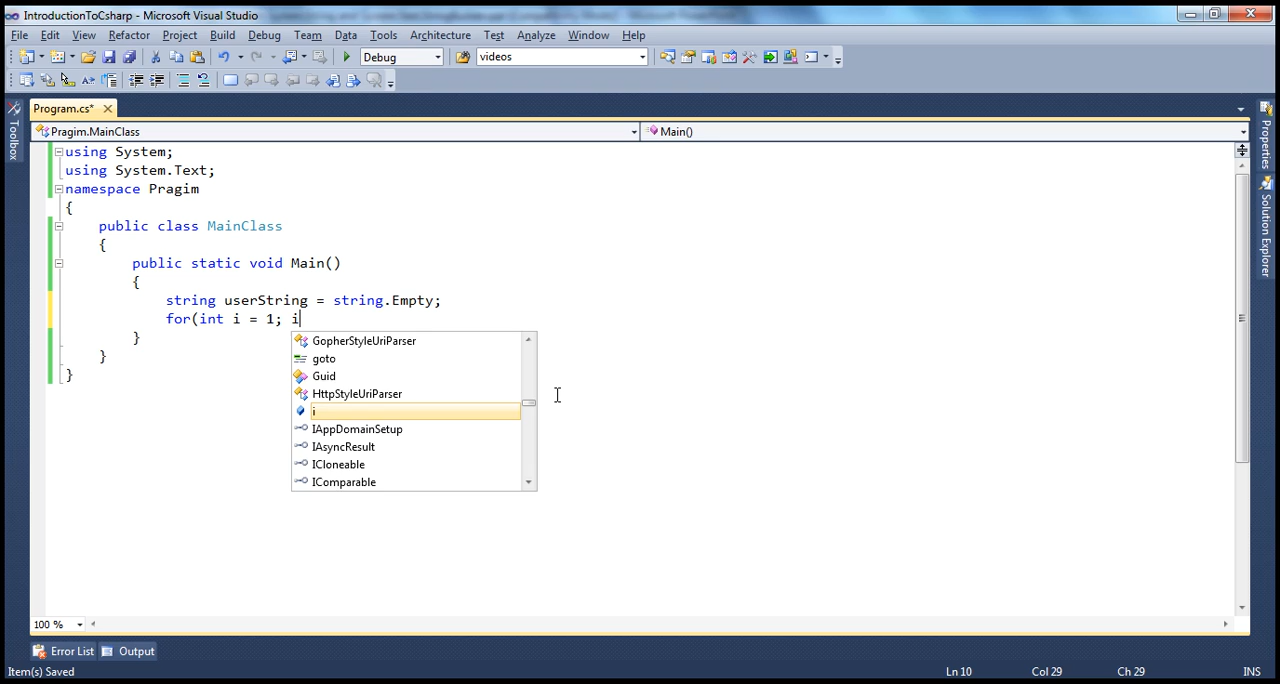 IntroductionToCsharp - Microsoft Visual Studio
File Edit View Refactor Project Build Debug Team Data Tools Architecture Test Analyze Window Help
Debug videos
Program.cs*
Pragim.MainClass Main()
Toolbox
Properties
Solution Explorer
using System;
using System.Text;
namespace Pragim
{
public class MainClass
{
public static void Main()
{
string userString = string.Empty;
for(int i = 1; i
}
}
}
GopherStyleUriParser
goto
Guid
HttpStyleUriParser
i
IAppDomainSetup
IAsyncResult
ICloneable
IComparable
100 %
Error List Output
Item(s) Saved Ln 10 Col 29 Ch 29 INS